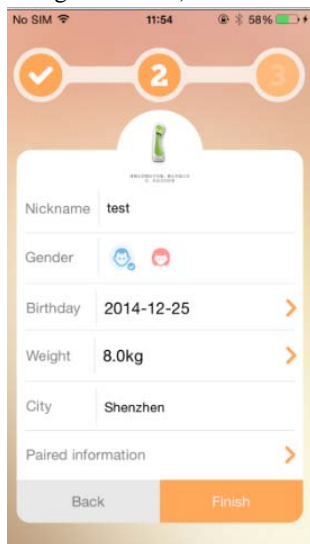 No SIM 11:54 58%
2
3
Nickname test
Gender
Birthday 2014-12-25
Weight 8.0kg
City Shenzhen
Paired information
Back Finish